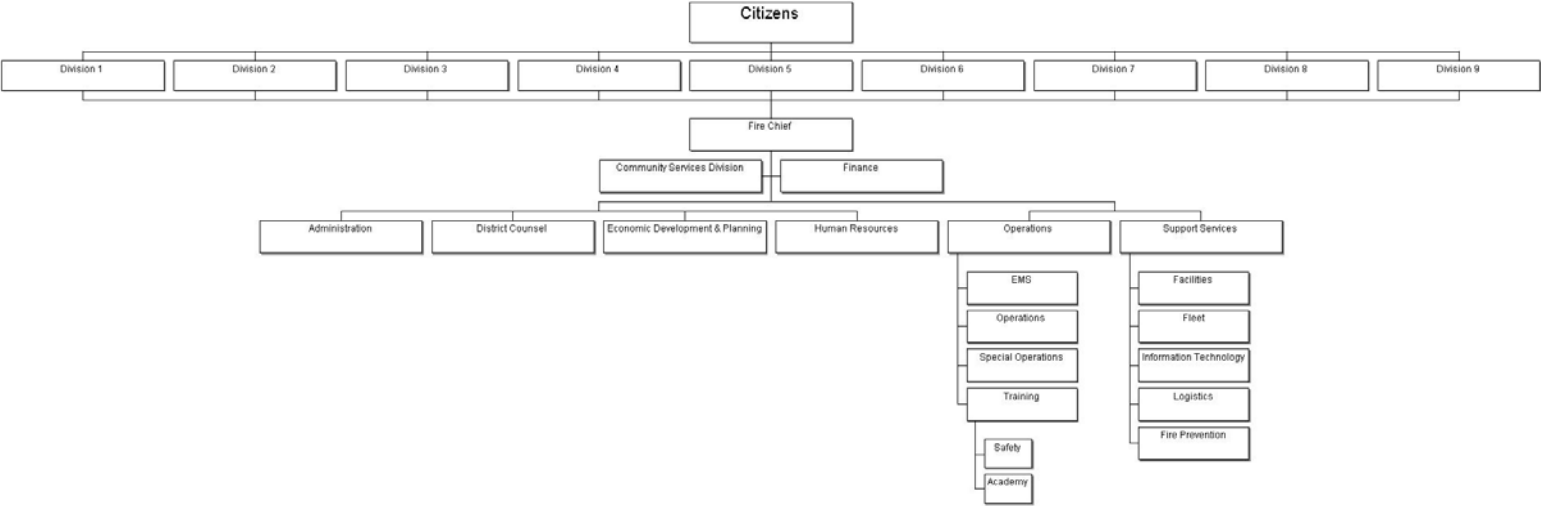 Citizens
Division 1
Division 2
Division 3
Division 4
Division 5
Division 6
Division 7
Division 8
Division 9
Fire Chief
Community Services Division
Finance
Administration
District Counsel
Economic Development & Planning
Human Resources
Operations
Support Services
EMS
Operations
Special Operations
Training
Safety
Academy
Facilities
Fleet
Information Technology
Logistics
Fire Prevention